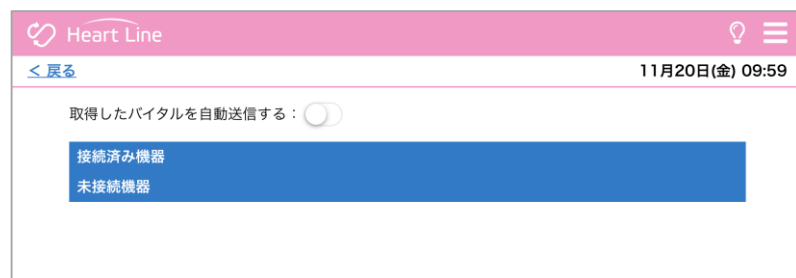 Heart Line
< 戻る
11月20日(金) 09:59
取得したバイタルを自動送信する：
接続済み機器
未接続機器